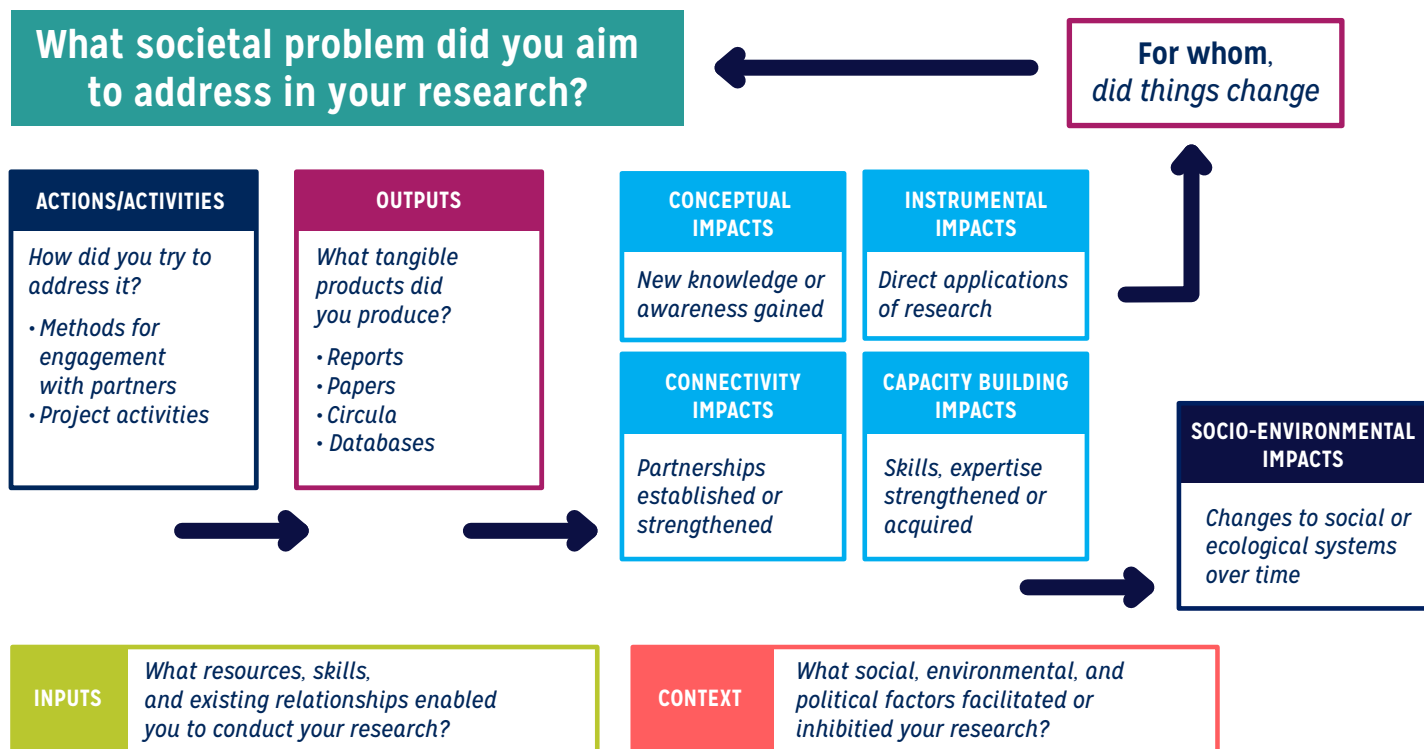 What societal problem did you aim
to address in your research?
For whom,
did things change
ACTIONS/ACTIVITIES
How did you try to
address it?
• Methods for
engagement
with partners
• Project activities
OUTPUTS
What tangible
products did
you produce?
• Reports
• Papers
• Circula
• Databases
CONCEPTUAL
IMPACTS
New knowledge or
awareness gained
INSTRUMENTAL
IMPACTS
Direct applications
of research
CONNECTIVITY
IMPACTS
Partnerships
established or
strengthened
CAPACITY BUILDING
IMPACTS
Skills, expertise
strengthened or
acquired
SOCIO-ENVIRONMENTAL
IMPACTS
Changes to social or
ecological systems
over time
INPUTS
What resources, skills,
and existing relationships enabled
you to conduct your research?
CONTEXT
What social, environmental, and
political factors facilitated or
inhibitied your research?